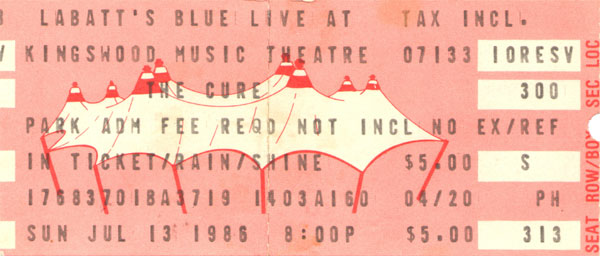 LABATT'S BLUE LIVE AT TAX INCL.
KINGSWOOD MUSIC THEATRE 07133 10RESV
THE CURE 300
PARK ADM FEE REQD NOT INCL NO EX/REF
IN TICKET/RAIN/SHINE $5.00 S
176837018A3719 1403A160 04/20 PH
SUN JUL 13 1986 8:00P $5.00 313
SEAT ROW/BOX SEC LOC